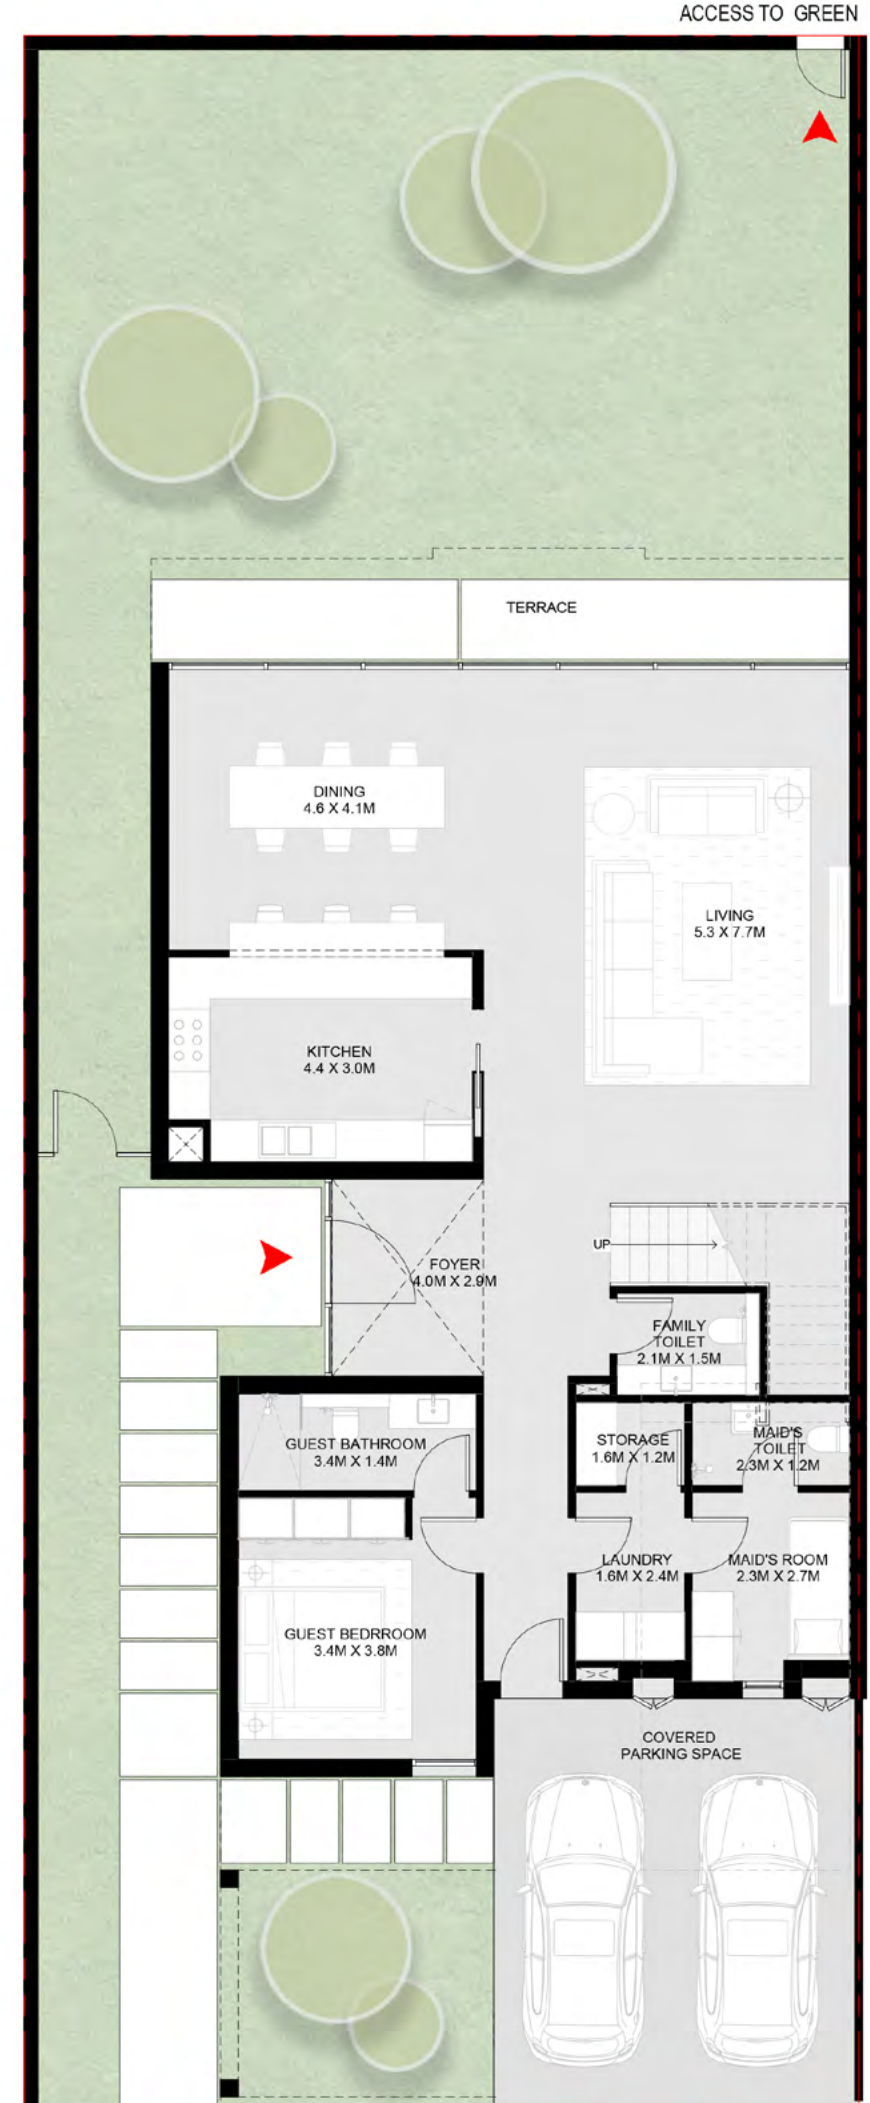 ACCESS TO GREEN
TERRACE
DINING
4.6 X 4.1M
LIVING
5.3 X 7.7M
KITCHEN
4.4 X 3.0M
UP
FOYER
4.0M X 2.9M
FAMILY
TOILET
2.1M X 1.5M
GUEST BATHROOM
3.4M X 1.4M
STORAGE
1.6M X 1.2M
MAID'S
TOILET
2.3M X 1.2M
LAUNDRY
1.6M X 2.4M
MAID'S ROOM
2.3M X 2.7M
GUEST BEDRROOM
3.4M X 3.8M
COVERED
PARKING SPACE